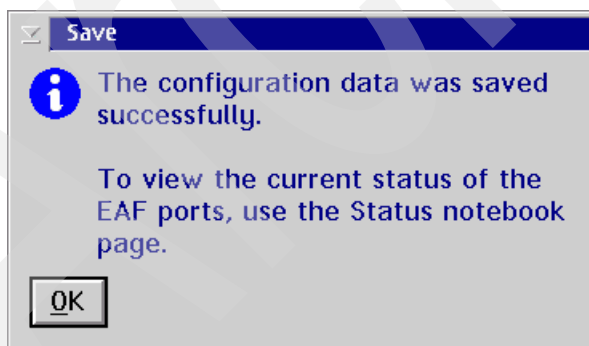 Save
The configuration data was saved
successfully.
To view the current status of the
EAF ports, use the Status notebook
page.
OK